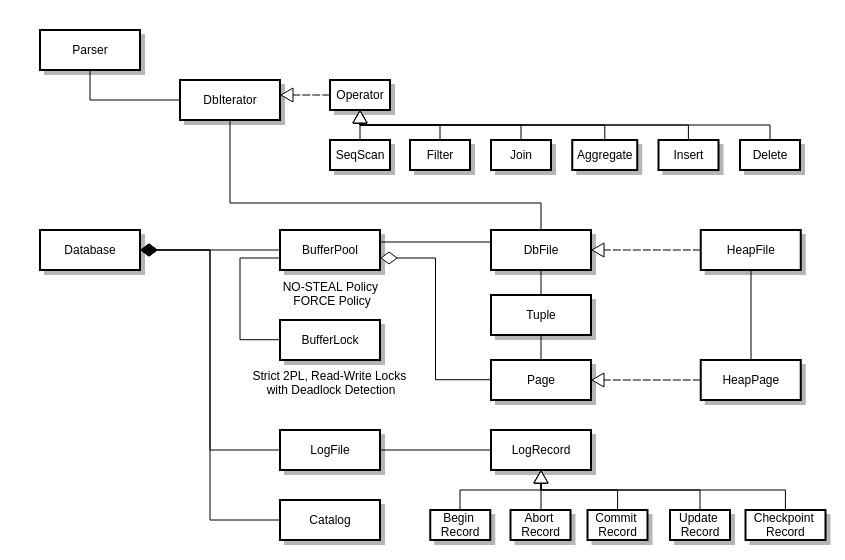 Parser
DbIterator
Operator
SeqScan
Filter
Join
Aggregate
Insert
Delete
Database
BufferPool
DbFile
HeapFile
NO-STEAL Policy
FORCE Policy
Tuple
BufferLock
Strict 2PL, Read-Write Locks
with Deadlock Detection
Page
HeapPage
LogFile
LogRecord
Catalog
Begin
Record
Abort
Record
Commit
Record
Update
Record
Checkpoint
Record